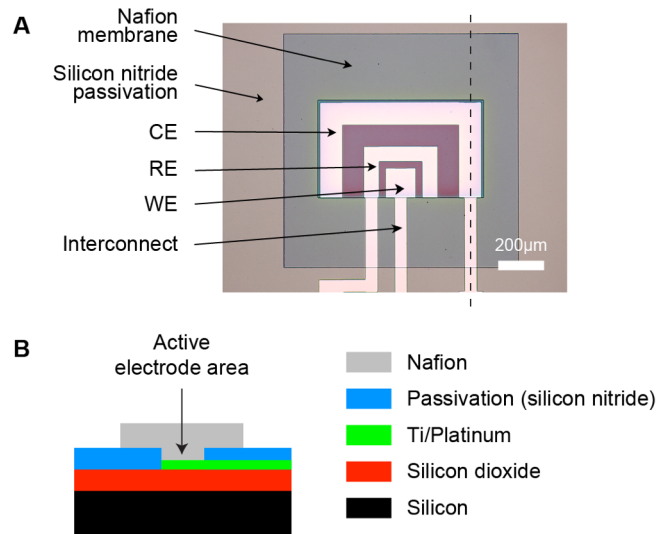 A
Nafion
membrane
Silicon nitride
passivation
CE
RE
WE
Interconnect
200µm
B
Active
electrode area
Nafion
Passivation (silicon nitride)
Ti/Platinum
Silicon dioxide
Silicon